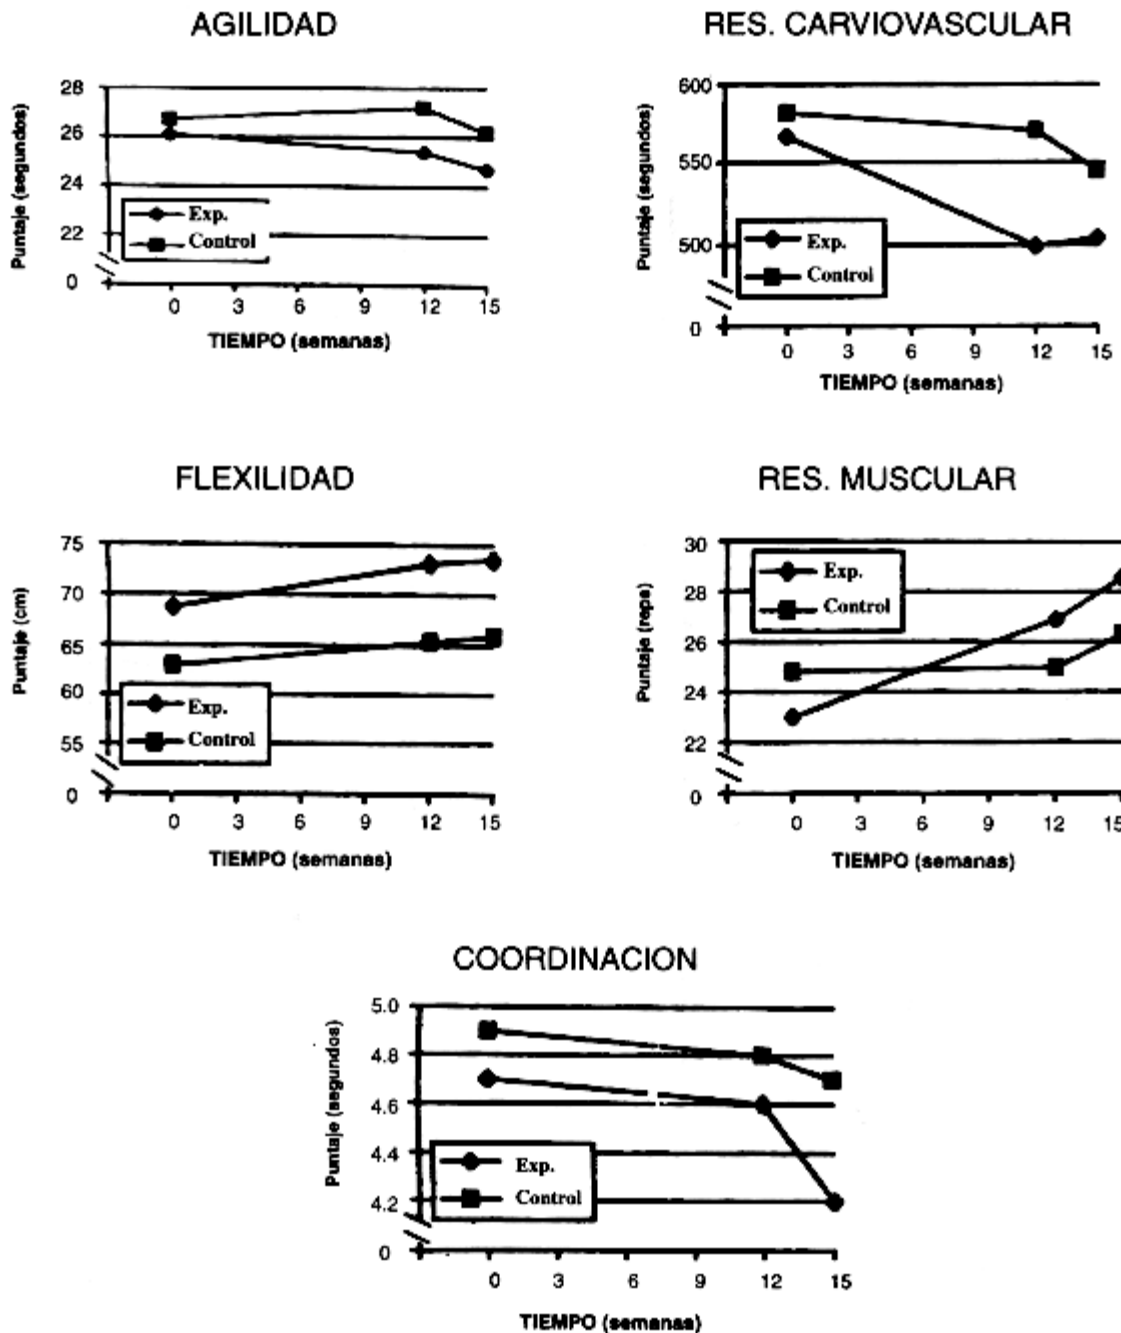 AGILIDAD
Puntaje (segundos)
28
26
24
22
0
Exp.
Control
0 3 6 9 12 15
TIEMPO (semanas)
RES. CARVIOVASCULAR
Puntaje (segundos)
600
550
500
0
Exp.
Control
0 3 6 9 12 15
TIEMPO (semanas)
FLEXILIDAD
Puntaje (cm)
75
70
65
60
55
0
Exp.
Control
0 3 6 9 12 15
TIEMPO (semanas)
RES. MUSCULAR
Puntaje (reps)
30
28
26
24
22
0
Exp.
Control
0 3 6 9 12 15
TIEMPO (semanas)
COORDINACION
Puntaje (segundos)
5.0
4.8
4.6
4.4
4.2
0
Exp.
Control
0 3 6 9 12 15
TIEMPO (semanas)